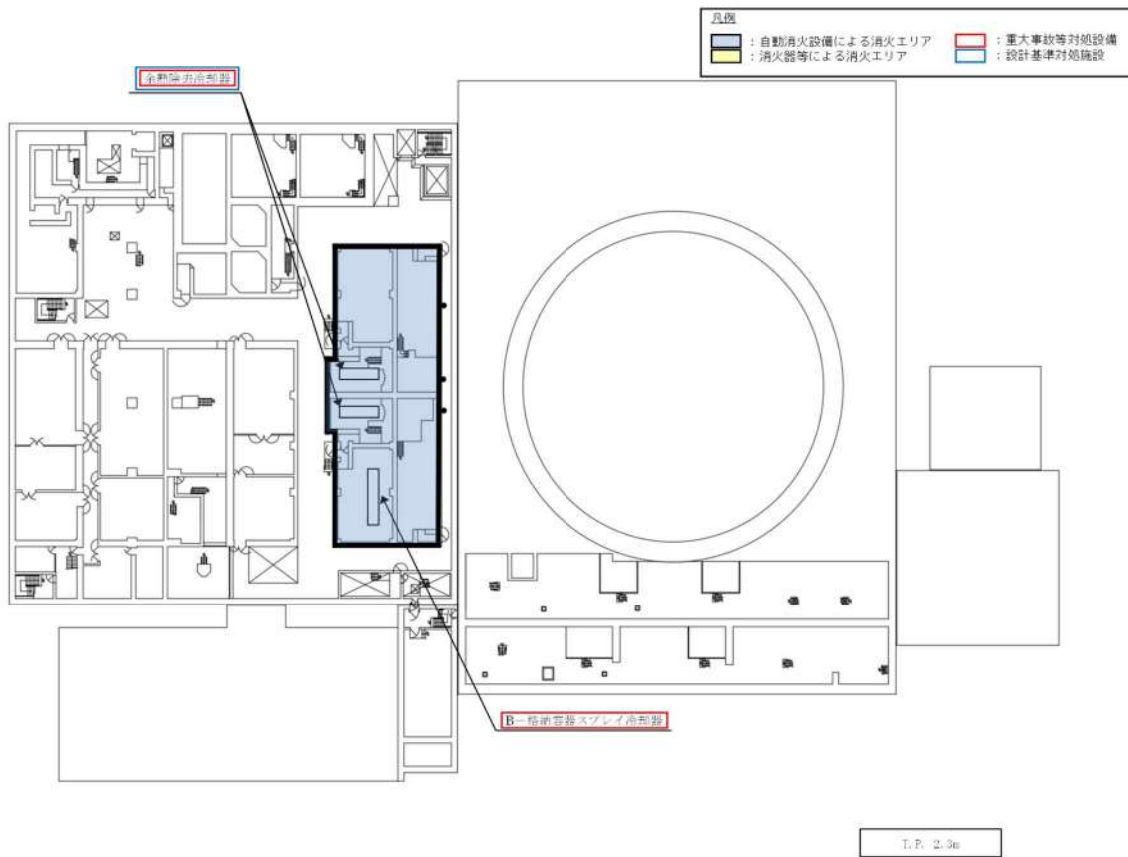 凡例
：自動消火設備による消火エリア
：重大事故等対処設備
：消火器等による消火エリア
：設計基準対処施設
余熱除去冷却器
B－格納容器スプレイ冷却器
T.P. 2.3m